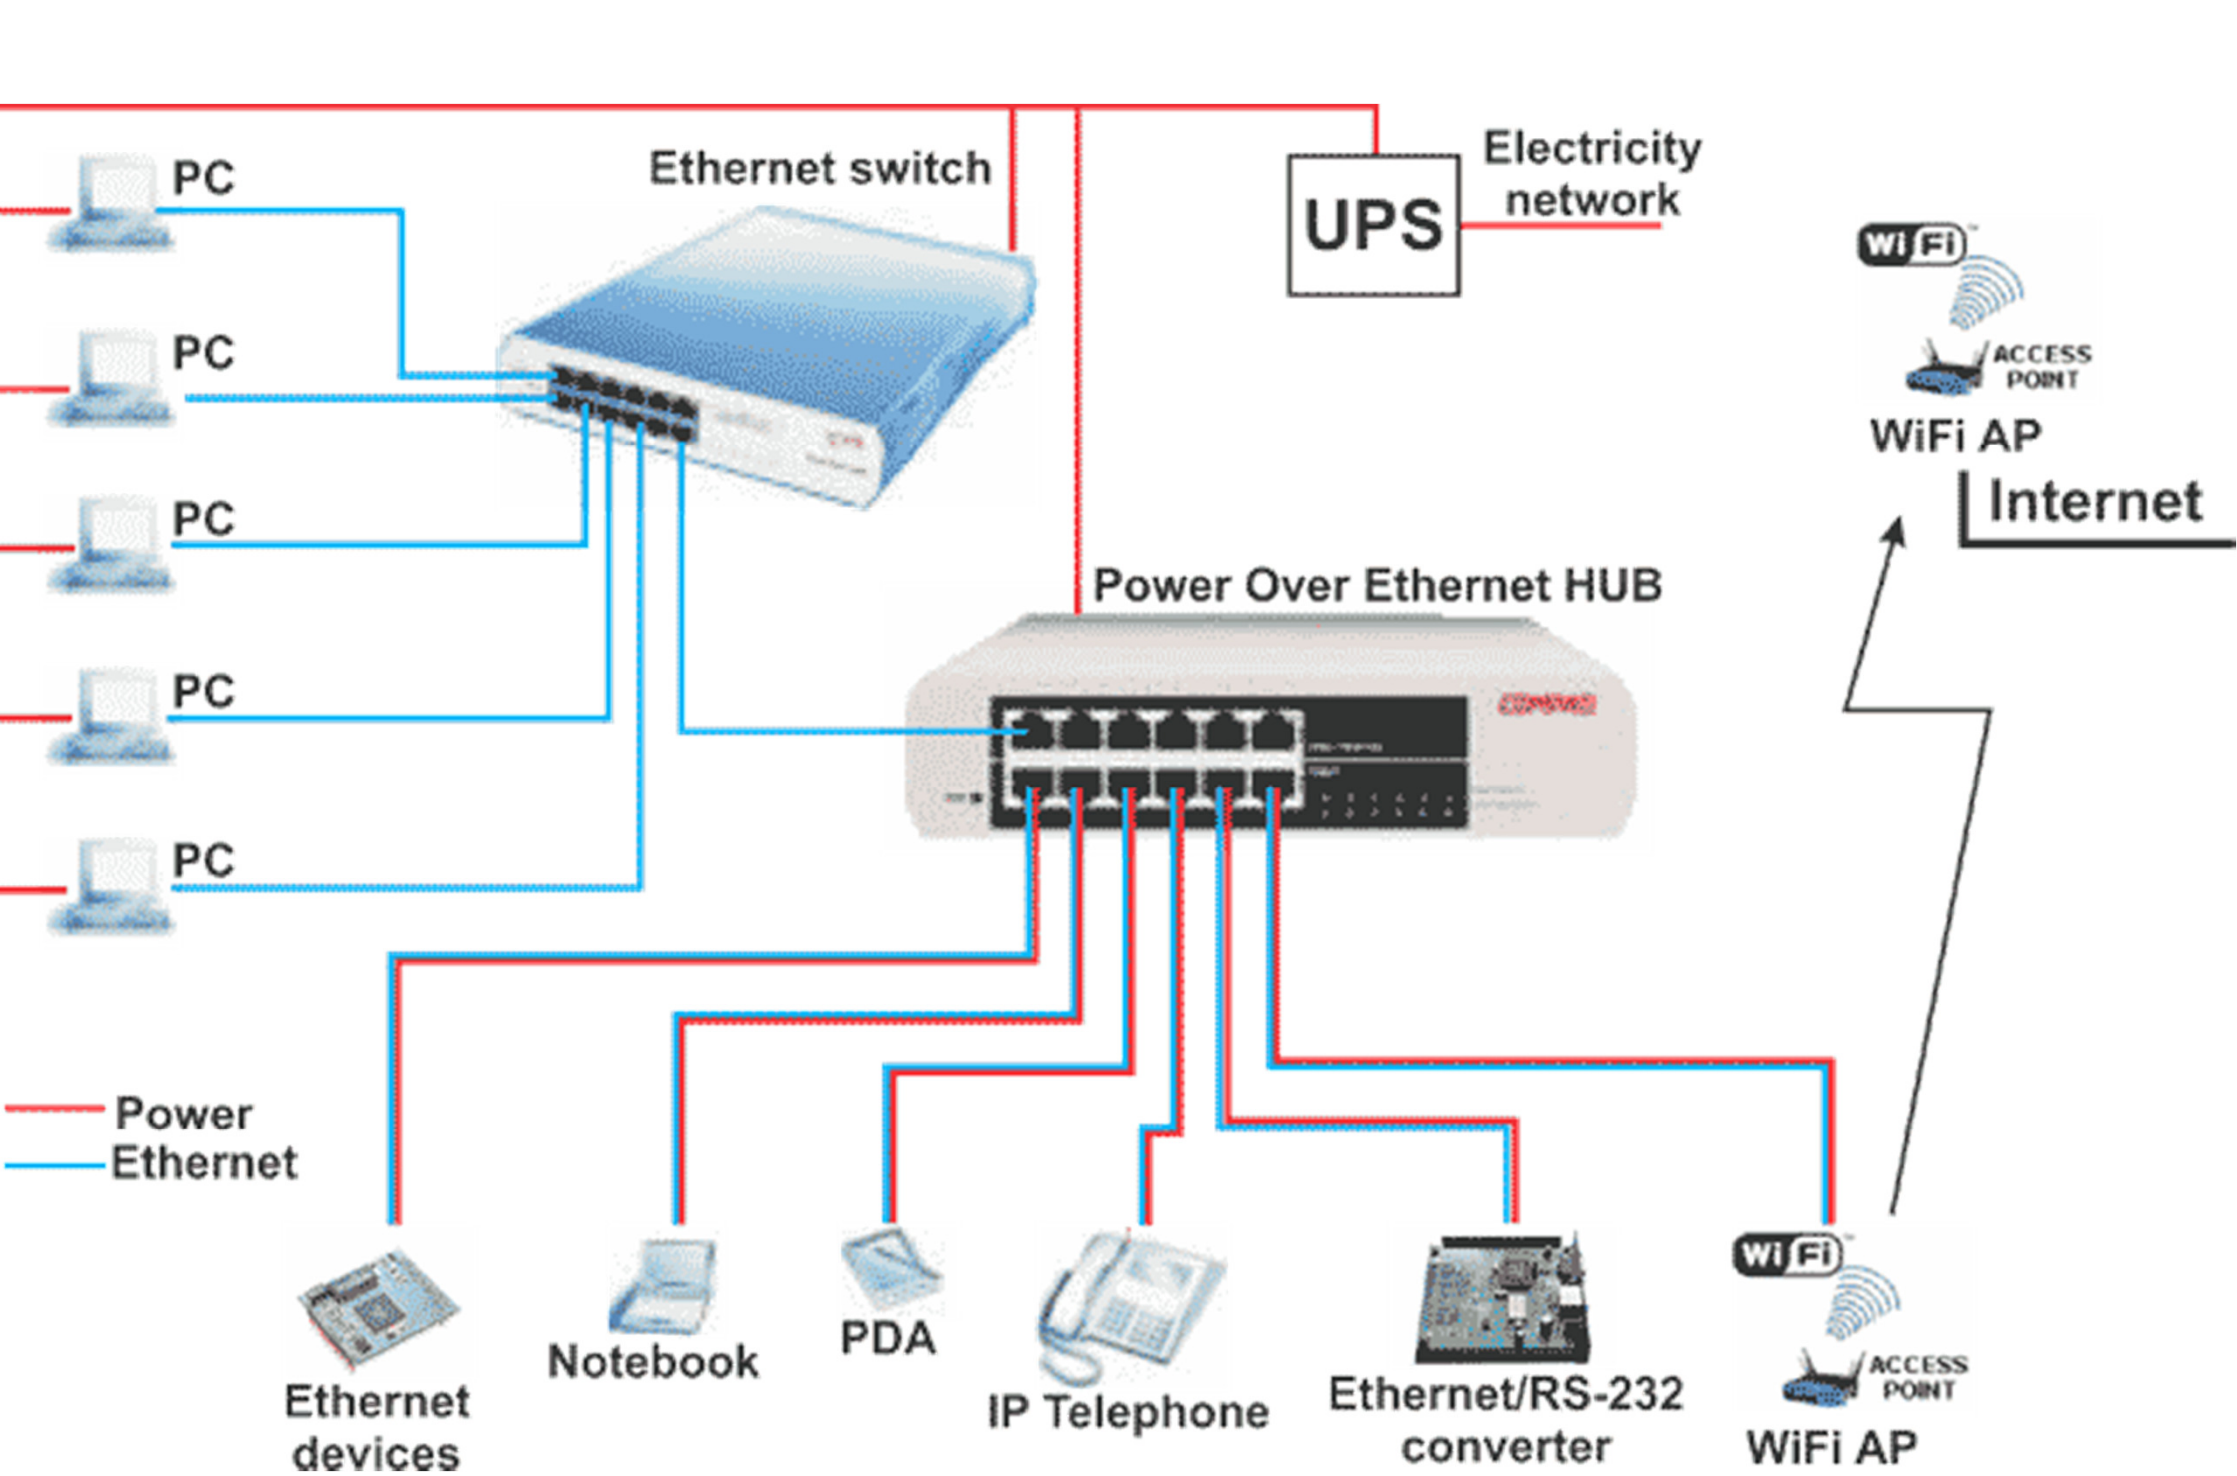 PC
Ethernet switch
Electricity
network
UPS
WiFi
ACCESS
POINT
WiFi AP
Internet
PC
PC
PC
PC
Power Over Ethernet HUB
Power
Ethernet
Ethernet
devices
Notebook
PDA
IP Telephone
Ethernet/RS-232
converter
WiFi
ACCESS
POINT
WiFi AP